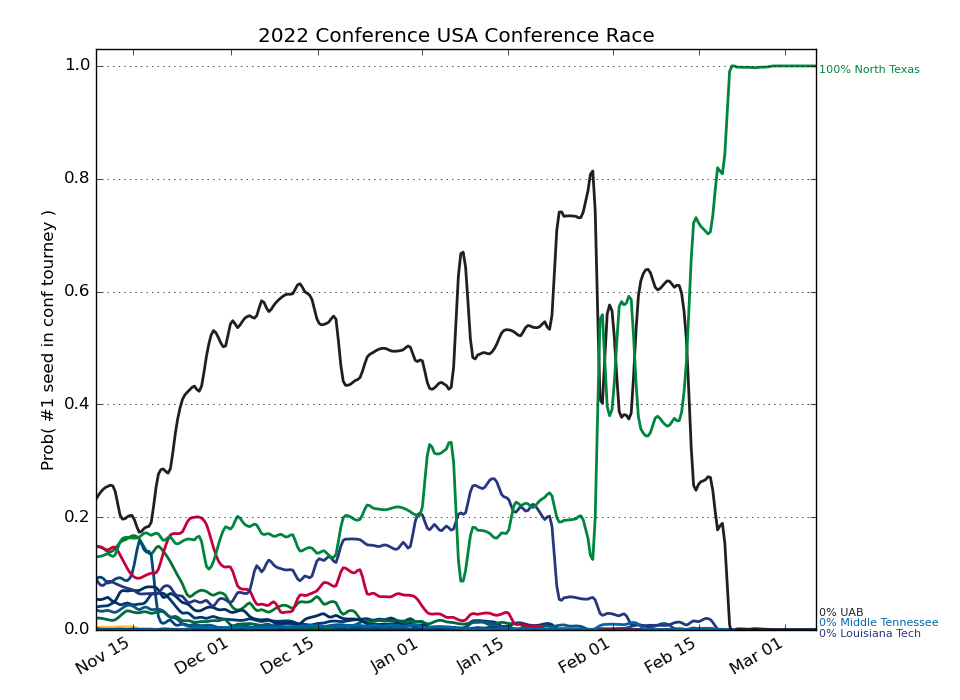 2022 Conference USA Conference Race
Prob( #1 seed in conf tourney )
1.0
0.8
0.6
0.4
0.2
0.0
Nov 15
Dec 01
Dec 15
Jan 01
Jan 15
Feb 01
Feb 15
Mar 01
100% North Texas
0% UAB
0% Middle Tennessee
0% Louisiana Tech